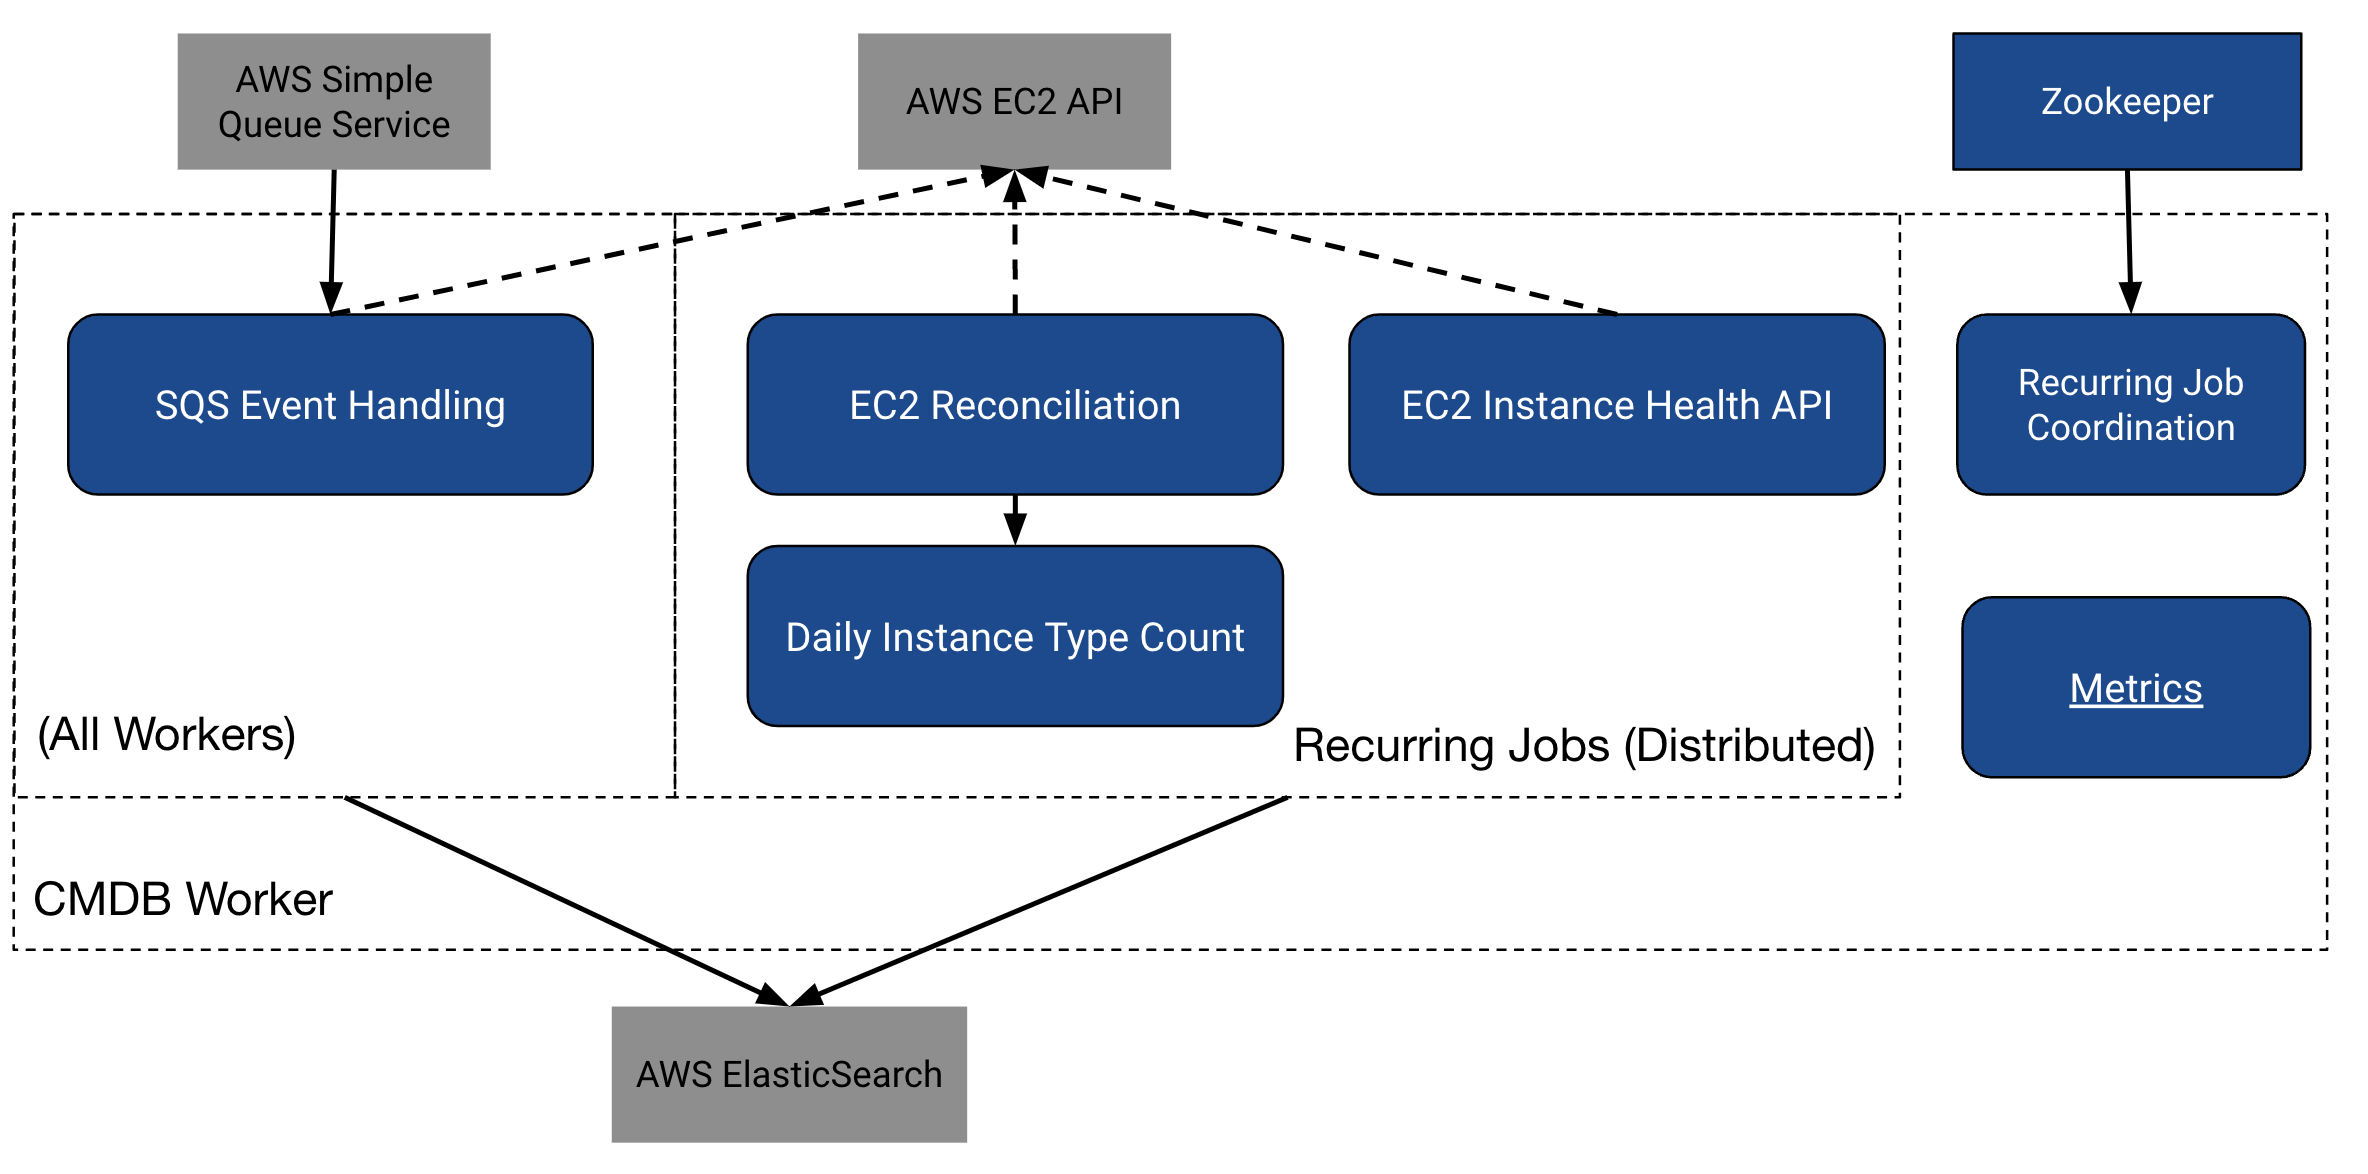 AWS Simple
Queue Service
AWS EC2 API
Zookeeper
SQS Event Handling
EC2 Reconciliation
EC2 Instance Health API
Recurring Job
Coordination
Daily Instance Type Count
Metrics
(All Workers)
Recurring Jobs (Distributed)
CMDB Worker
AWS ElasticSearch